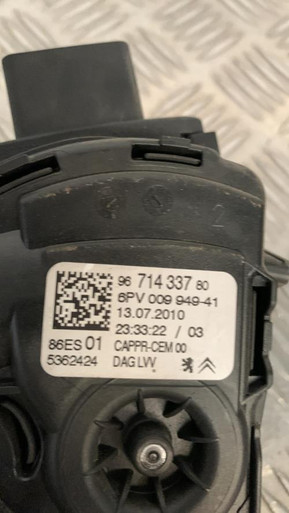 2
96 714 337 80
6PV 009 949-41
13.07.2010
23:33:22 / 03
86ES 01 CAPPR-CEM 00
5362424 DAG LVV